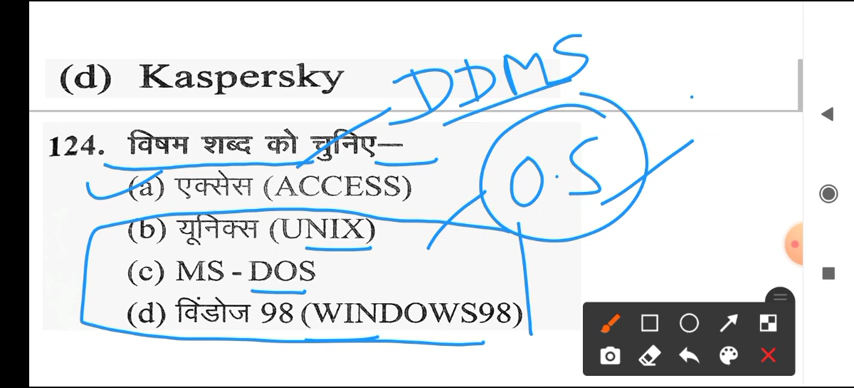 (d) Kaspersky
DDMS
124. विषम शब्द को चुनिए—
(a) एक्सेस (ACCESS)
O.S
(b) यूनिक्स (UNIX)
(c) MS - DOS
(d) विंडोज 98 (WINDOWS98)